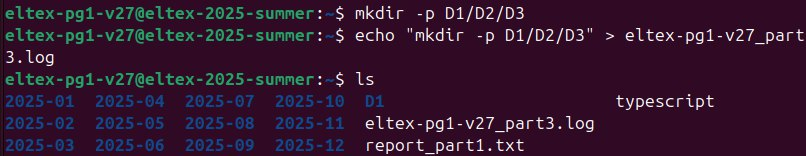 eltex-pg1-v27@eltex-2025-summer:~$ mkdir -p D1/D2/D3
eltex-pg1-v27@eltex-2025-summer:~$ echo "mkdir -p D1/D2/D3" > eltex-pg1-v27_part
3.log
eltex-pg1-v27@eltex-2025-summer:~$ ls
2025-01  2025-04  2025-07  2025-10  D1                      typescript
2025-02  2025-05  2025-08  2025-11  eltex-pg1-v27_part3.log
2025-03  2025-06  2025-09  2025-12  report_part1.txt